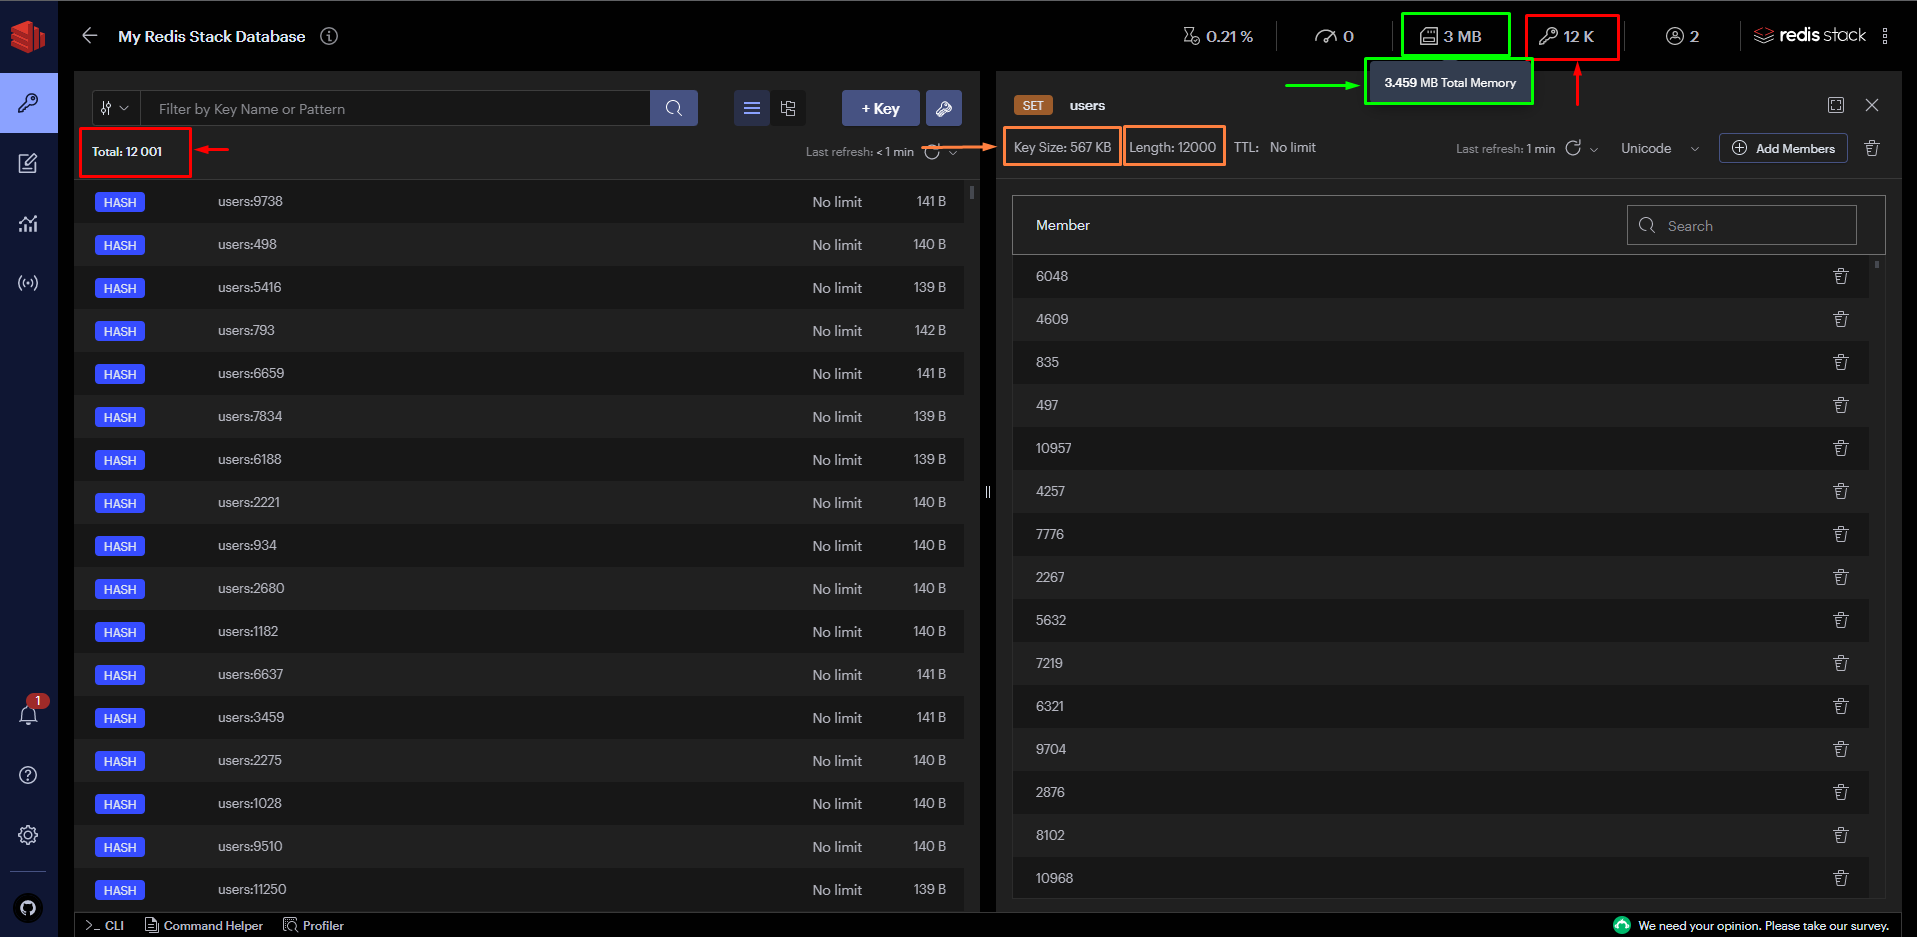 My Redis Stack Database
0.21 %
0
3 MB
12 K
2
redis stack
3.459 MB Total Memory
Filter by Key Name or Pattern
+ Key
Total: 12 001
Last refresh: < 1 min
HASH users:9738 No limit 141 B
HASH users:498 No limit 140 B
HASH users:5416 No limit 139 B
HASH users:793 No limit 142 B
HASH users:6659 No limit 141 B
HASH users:7834 No limit 139 B
HASH users:6188 No limit 139 B
HASH users:2221 No limit 140 B
HASH users:934 No limit 140 B
HASH users:2680 No limit 140 B
HASH users:1182 No limit 140 B
HASH users:6637 No limit 141 B
HASH users:3459 No limit 141 B
HASH users:2275 No limit 140 B
HASH users:1028 No limit 140 B
HASH users:9510 No limit 140 B
HASH users:11250 No limit 139 B
SET users
Key Size: 567 KB Length: 12000 TTL: No limit
Last refresh: 1 min
Unicode
Add Members
Member
Search
6048
4609
835
497
10957
4257
7776
2267
5632
7219
6321
9704
2876
8102
10968
1
>_ CLI
Command Helper
Profiler
We need your opinion. Please take our survey.